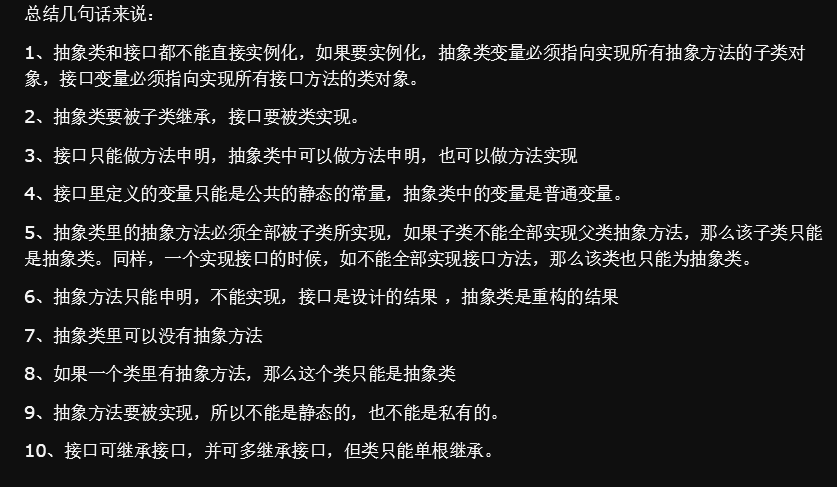 总结几句话来说：
1、抽象类和接口都不能直接实例化，如果要实例化，抽象类变量必须指向实现所有抽象方法的子类对
象，接口变量必须指向实现所有接口方法的类对象。
2、抽象类要被子类继承，接口要被类实现。
3、接口只能做方法申明，抽象类中可以做方法申明，也可以做方法实现
4、接口里定义的变量只能是公共的静态的常量，抽象类中的变量是普通变量。
5、抽象类里的抽象方法必须全部被子类所实现，如果子类不能全部实现父类抽象方法，那么该子类只能
是抽象类。同样，一个实现接口的时候，如不能全部实现接口方法，那么该类也只能为抽象类。
6、抽象方法只能申明，不能实现，接口是设计的结果 ，抽象类是重构的结果
7、抽象类里可以没有抽象方法
8、如果一个类里有抽象方法，那么这个类只能是抽象类
9、抽象方法要被实现，所以不能是静态的，也不能是私有的。
10、接口可继承接口，并可多继承接口，但类只能单根继承。